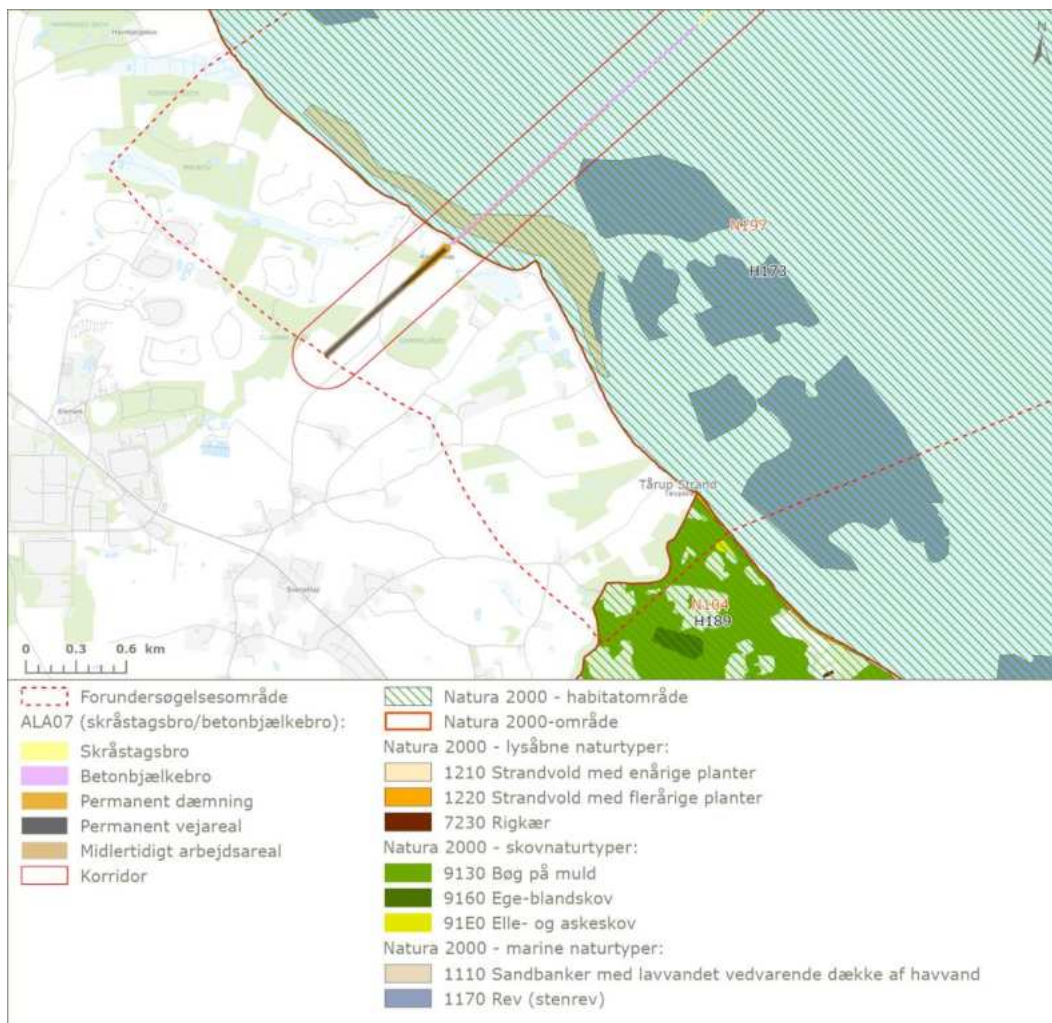 N
N197
H173
Tårup Strand
N104
H189
0 0.3 0.6 km
Forundersøgelsesområde
ALA07 (skråstagsbro/betonbjælkebro):
Skråstagsbro
Betonbjælkebro
Permanent dæmning
Permanent vejareal
Midlertidigt arbejdsareal
Korridor
Natura 2000 - habitatområde
Natura 2000-område
Natura 2000 - lysåbne naturtyper:
1210 Strandvold med enårige planter
1220 Strandvold med flerårige planter
7230 Rigkær
Natura 2000 - skovnaturtyper:
9130 Bøg på muld
9160 Ege-blandskov
91E0 Elle- og askeskov
Natura 2000 - marine naturtyper:
1110 Sandbanker med lavvandet vedvarende dække af havvand
1170 Rev (stenrev)